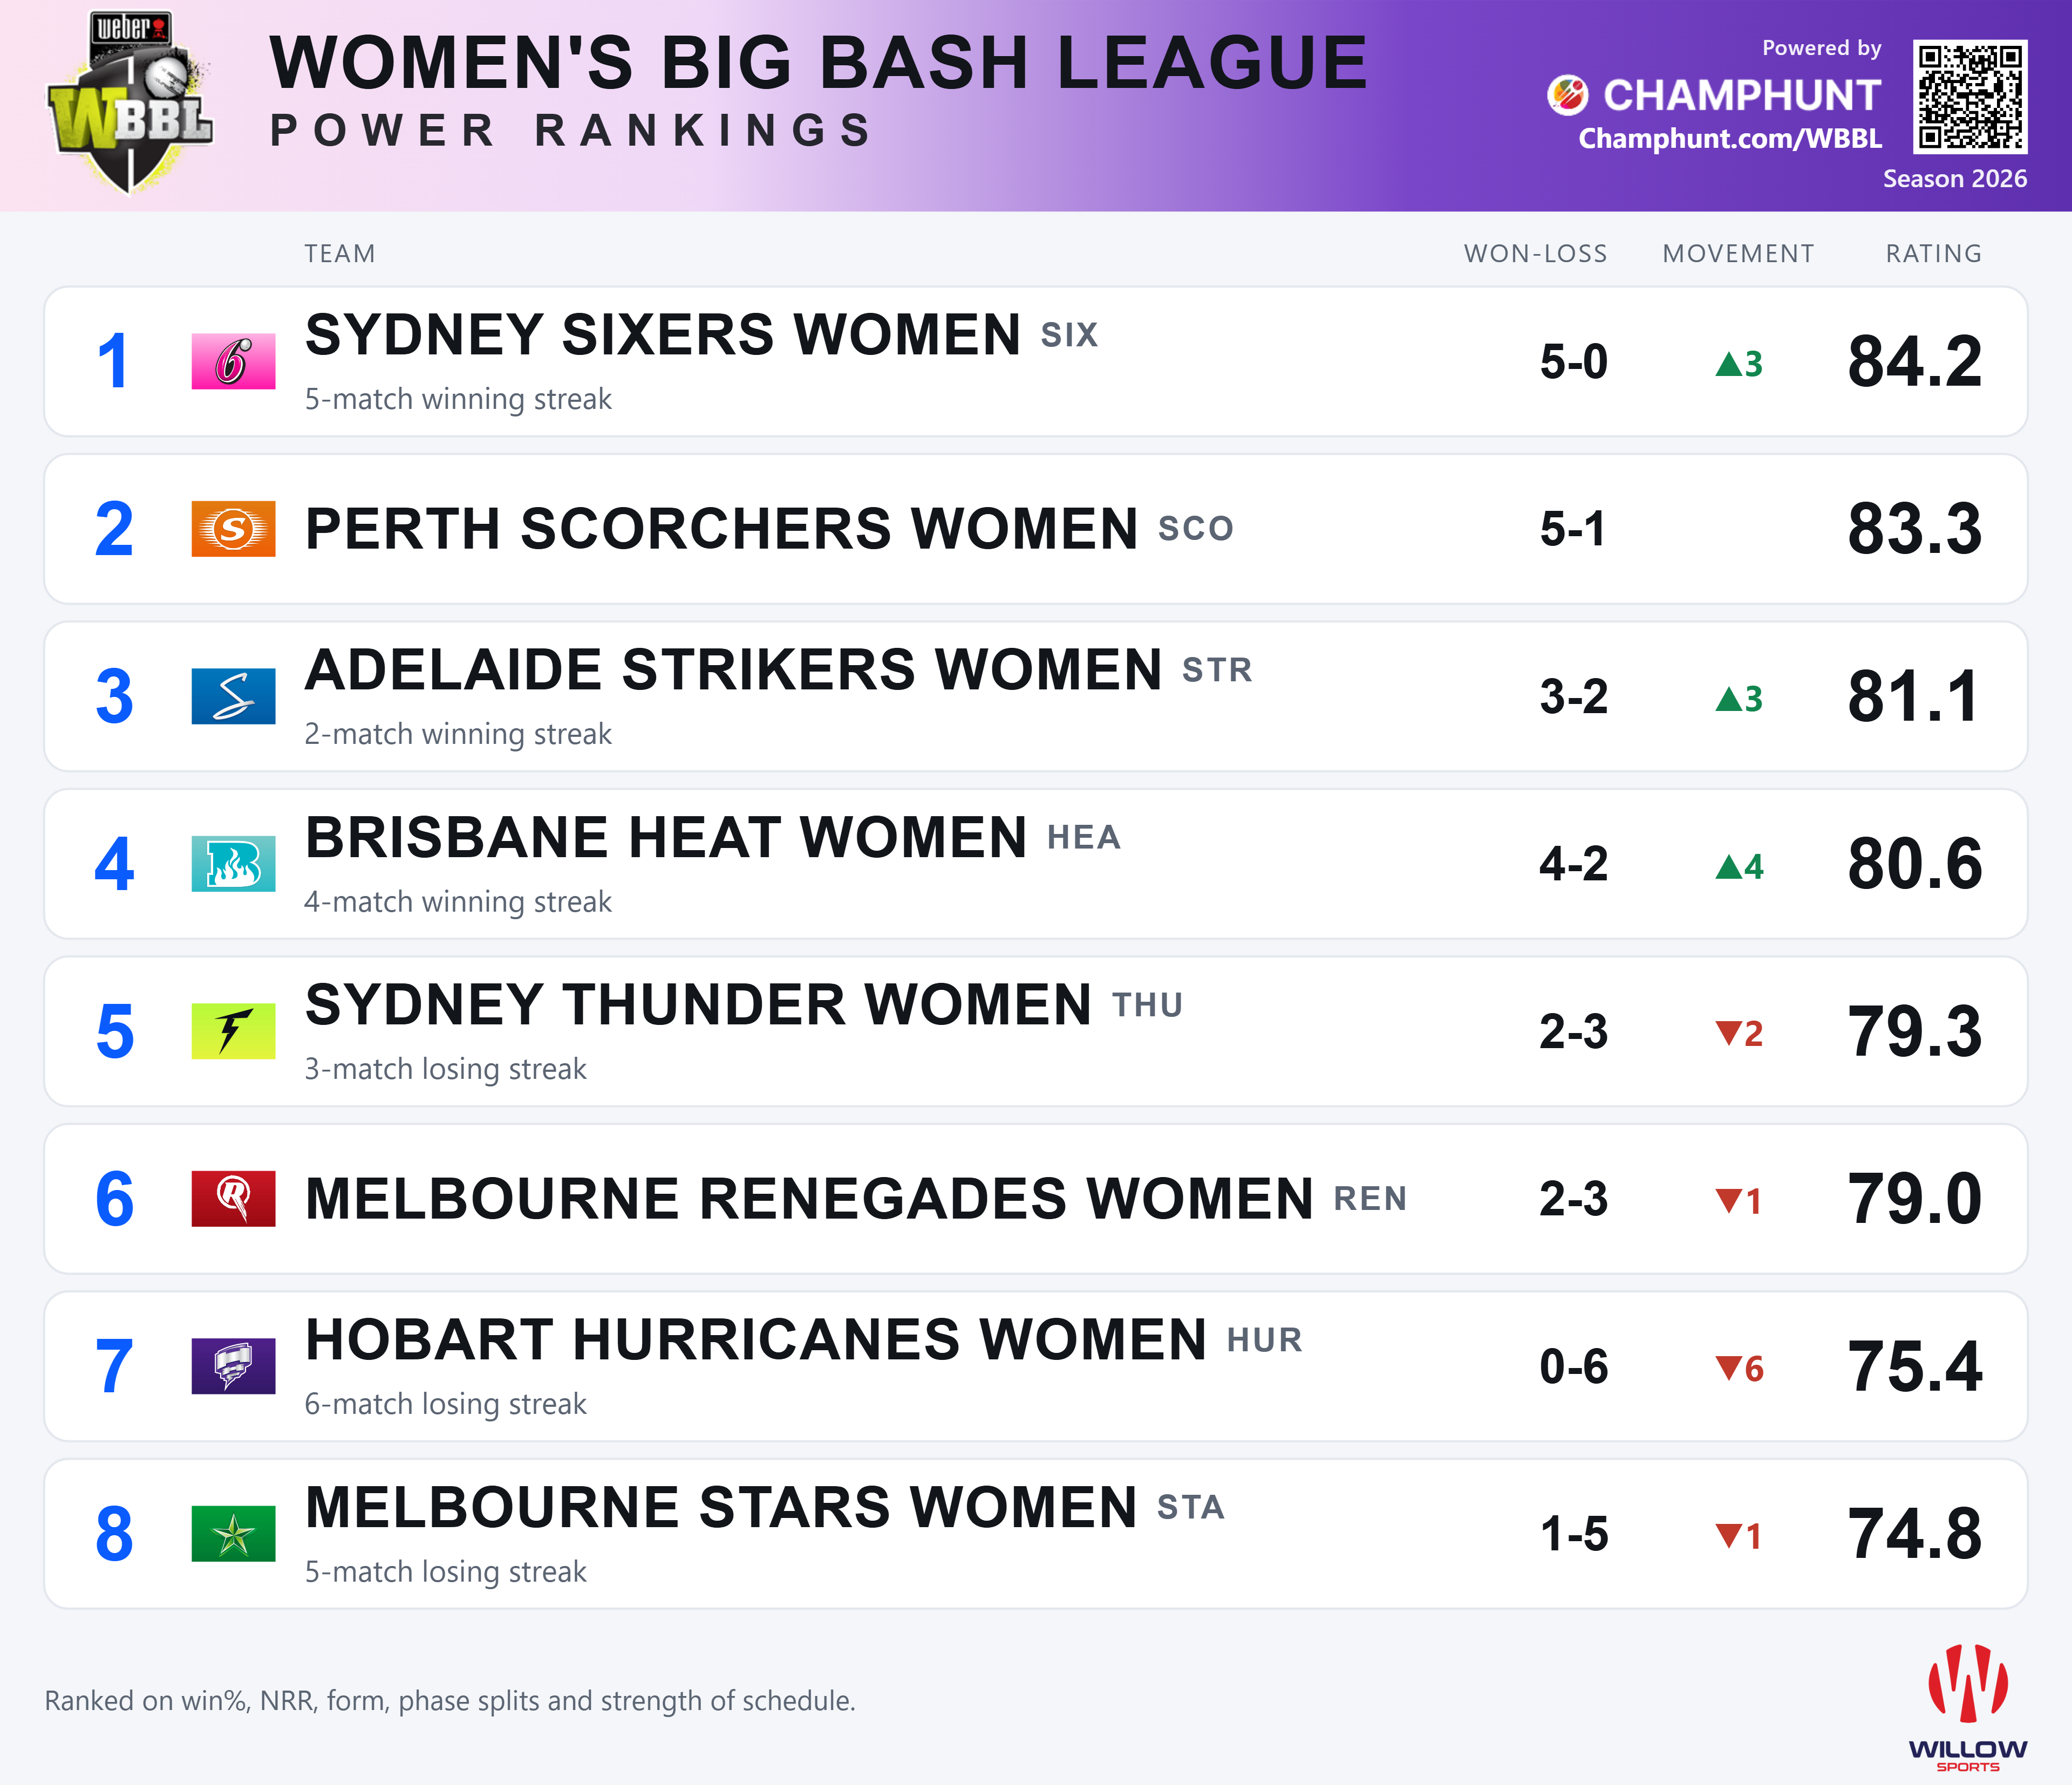 weber
WBBL
WOMEN'S BIG BASH LEAGUE
POWER RANKINGS
Powered by
CHAMPHUNT
Champhunt.com/WBBL
Season 2026
TEAM WON-LOSS MOVEMENT RATING
1 6 SYDNEY SIXERS WOMEN SIX 5-0 ▲3 84.2
5-match winning streak
2 S PERTH SCORCHERS WOMEN SCO 5-1 83.3
3 S ADELAIDE STRIKERS WOMEN STR 3-2 ▲3 81.1
2-match winning streak
4 B BRISBANE HEAT WOMEN HEA 4-2 ▲4 80.6
4-match winning streak
5 T SYDNEY THUNDER WOMEN THU 2-3 ▼2 79.3
3-match losing streak
6 R MELBOURNE RENEGADES WOMEN REN 2-3 ▼1 79.0
7 HOBART HURRICANES WOMEN HUR 0-6 ▼6 75.4
6-match losing streak
8 MELBOURNE STARS WOMEN STA 1-5 ▼1 74.8
5-match losing streak
Ranked on win%, NRR, form, phase splits and strength of schedule.
WILLOW
SPORTS